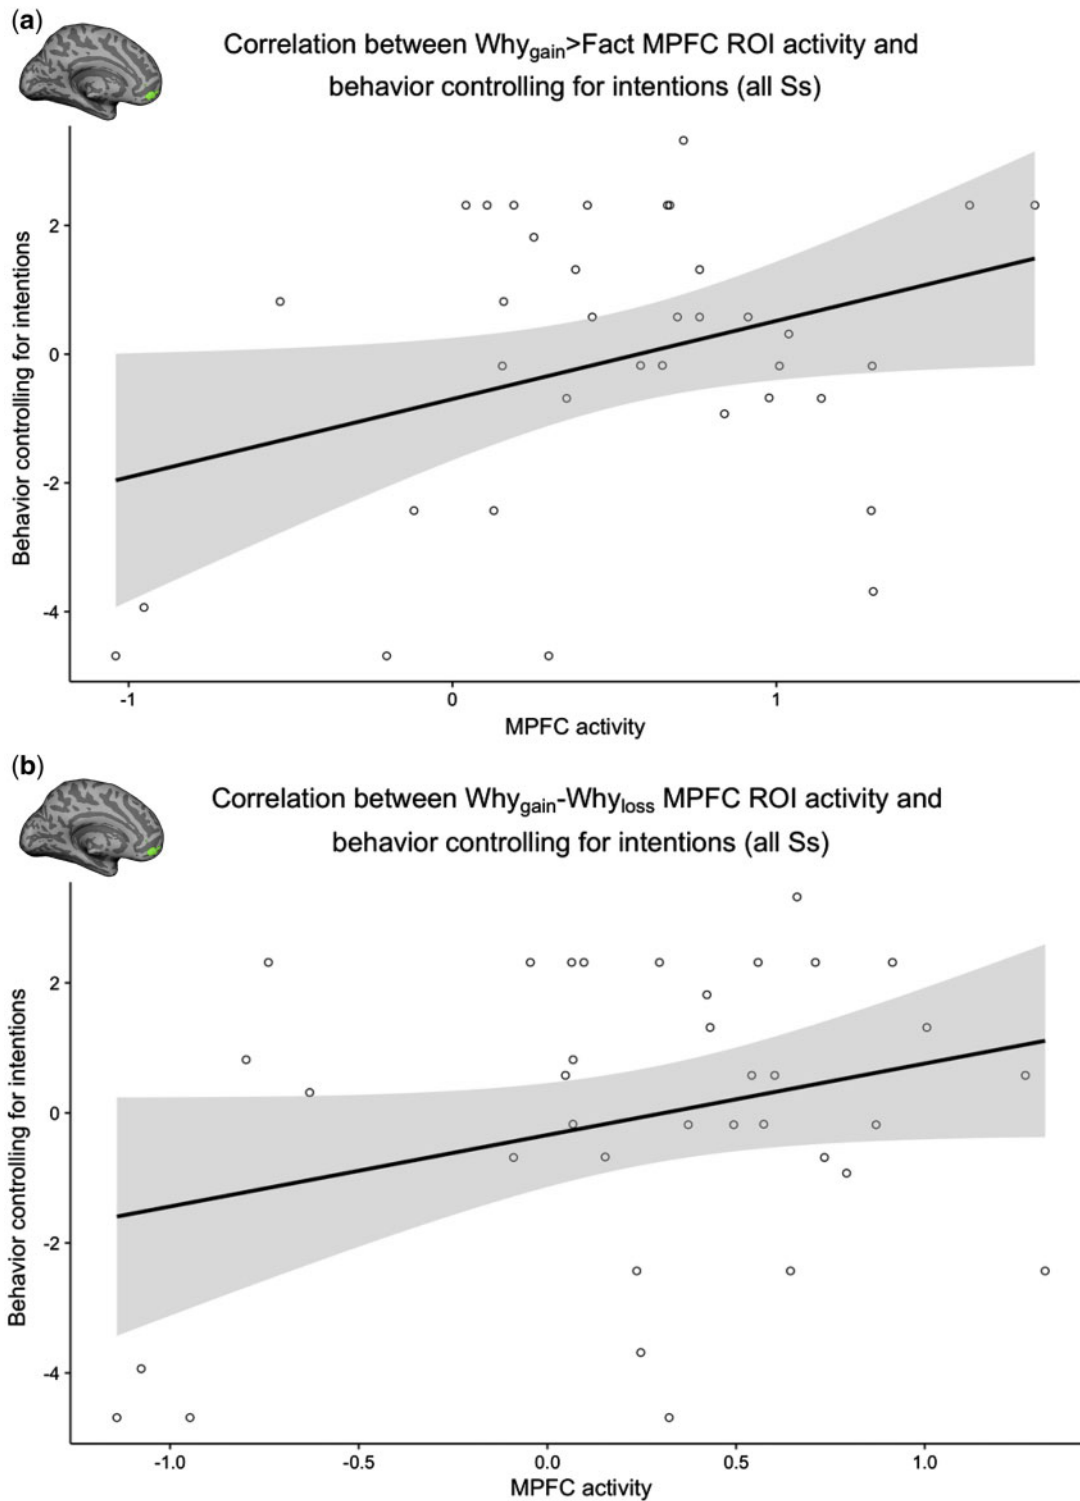 (a)
Correlation between Whygain>Fact MPFC ROI activity and
behavior controlling for intentions (all Ss)
Behavior controlling for intentions
2
0
-2
-4
-1
0
1
MPFC activity
(b)
Correlation between Whygain-Whyloss MPFC ROI activity and
behavior controlling for intentions (all Ss)
Behavior controlling for intentions
2
0
-2
-4
-1.0
-0.5
0.0
0.5
1.0
MPFC activity